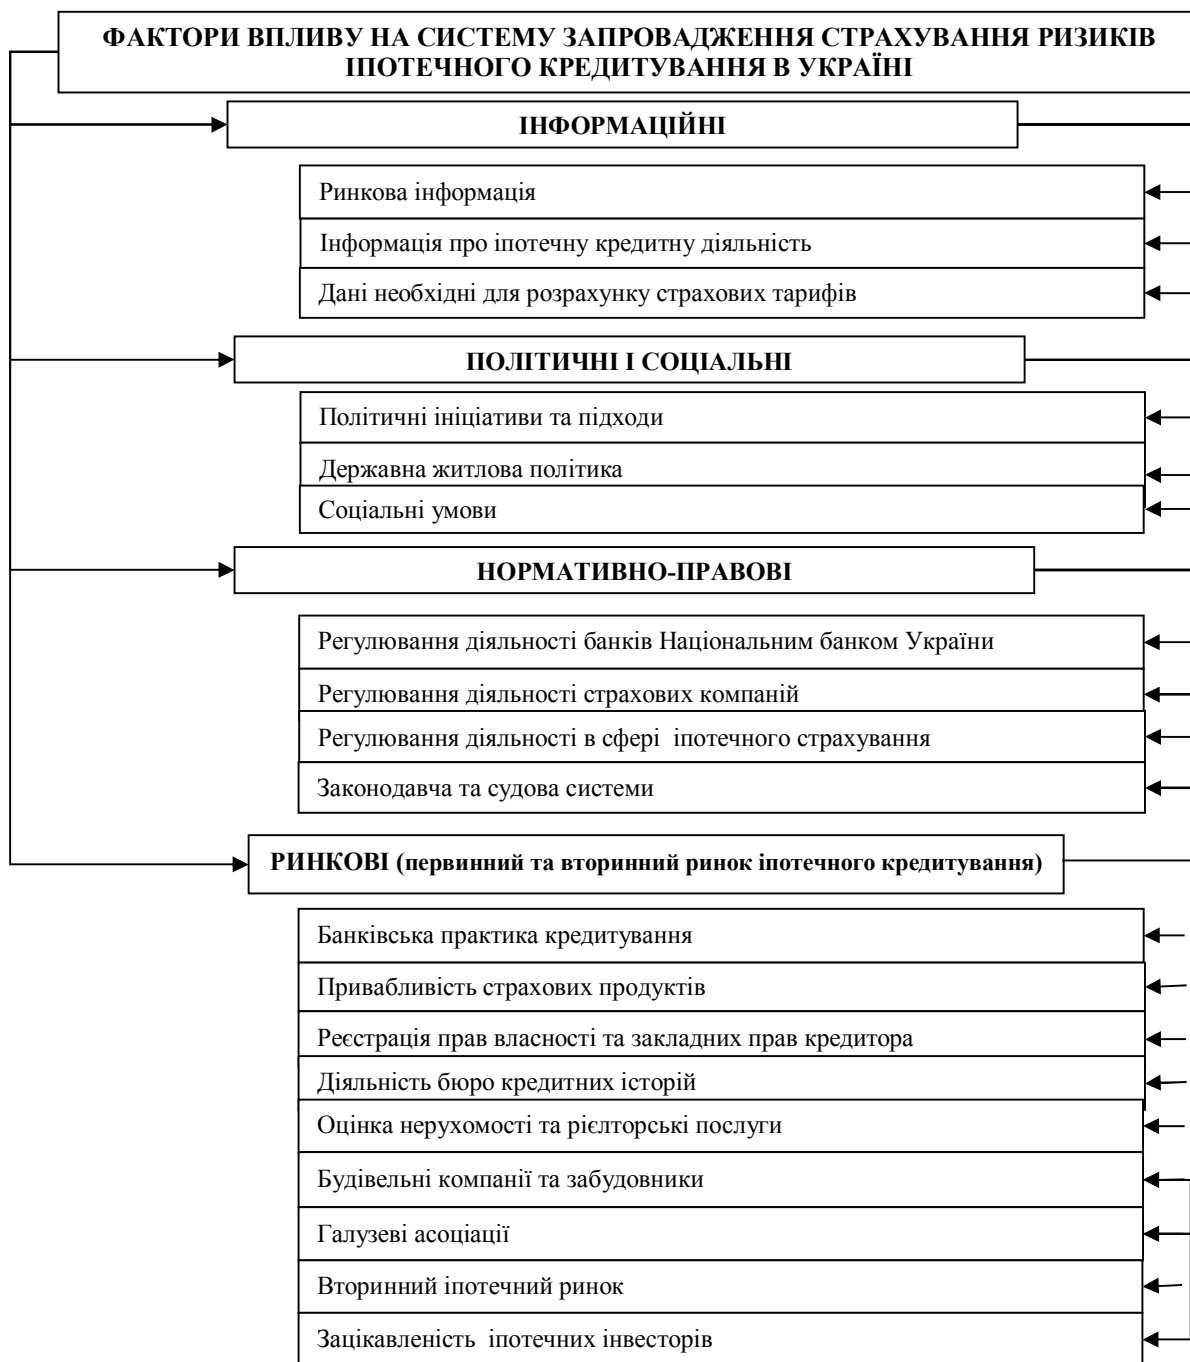 ФАКТОРИ ВПЛИВУ НА СИСТЕМУ ЗАПРОВАДЖЕННЯ СТРАХУВАННЯ РИЗИКІВ
ІПОТЕЧНОГО КРЕДИТУВАННЯ В УКРАЇНІ
ІНФОРМАЦІЙНІ
Ринкова інформація
Інформація про іпотечну кредитну діяльність
Дані необхідні для розрахунку страхових тарифів
ПОЛІТИЧНІ І СОЦІАЛЬНІ
Політичні ініціативи та підходи
Державна житлова політика
Соціальні умови
НОРМАТИВНО-ПРАВОВІ
Регулювання діяльності банків Національним банком України
Регулювання діяльності страхових компаній
Регулювання діяльності в сфері іпотечного страхування
Законодавча та судова системи
РИНКОВІ (первинний та вторинний ринок іпотечного кредитування)
Банківська практика кредитування
Привабливість страхових продуктів
Реєстрація прав власності та закладних прав кредитора
Діяльність бюро кредитних історій
Оцінка нерухомості та рієлторські послуги
Будівельні компанії та забудовники
Галузеві асоціації
Вторинний іпотечний ринок
Зацікавленість іпотечних інвесторів